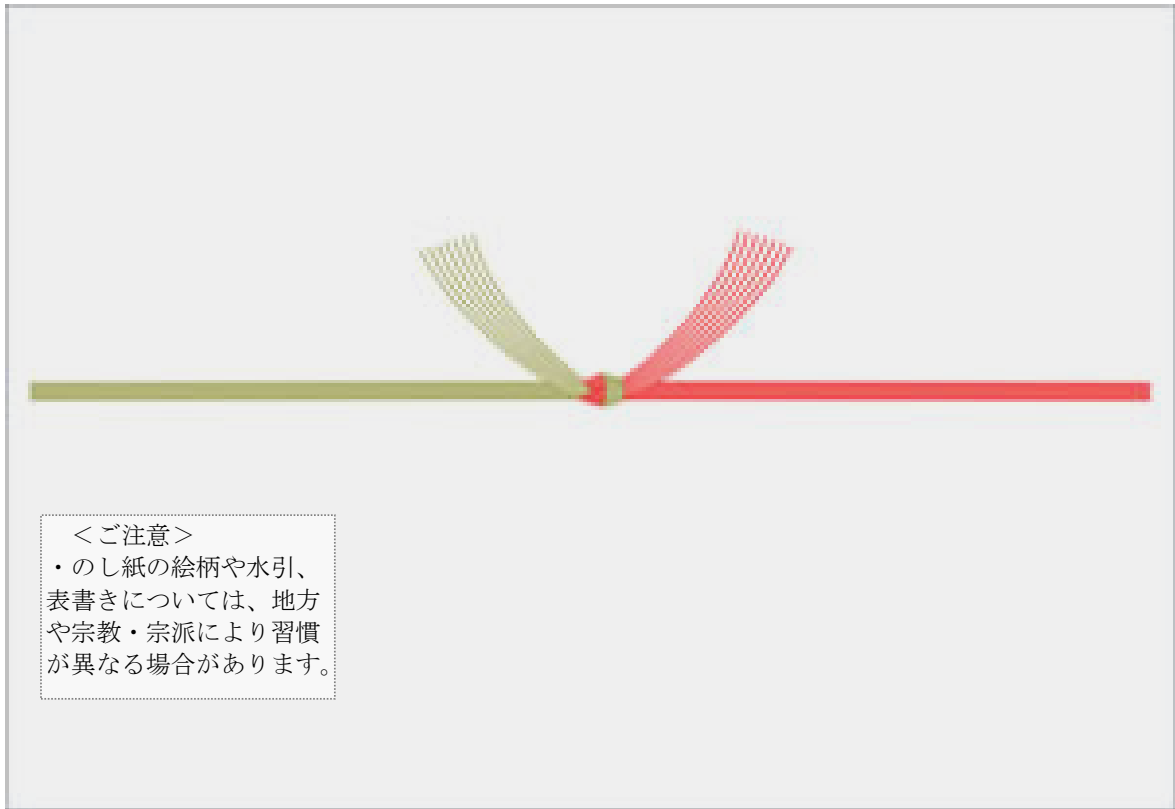 ＜ご注意＞
・のし紙の絵柄や水引、
表書きについては、地方
や宗教・宗派により習慣
が異なる場合があります。